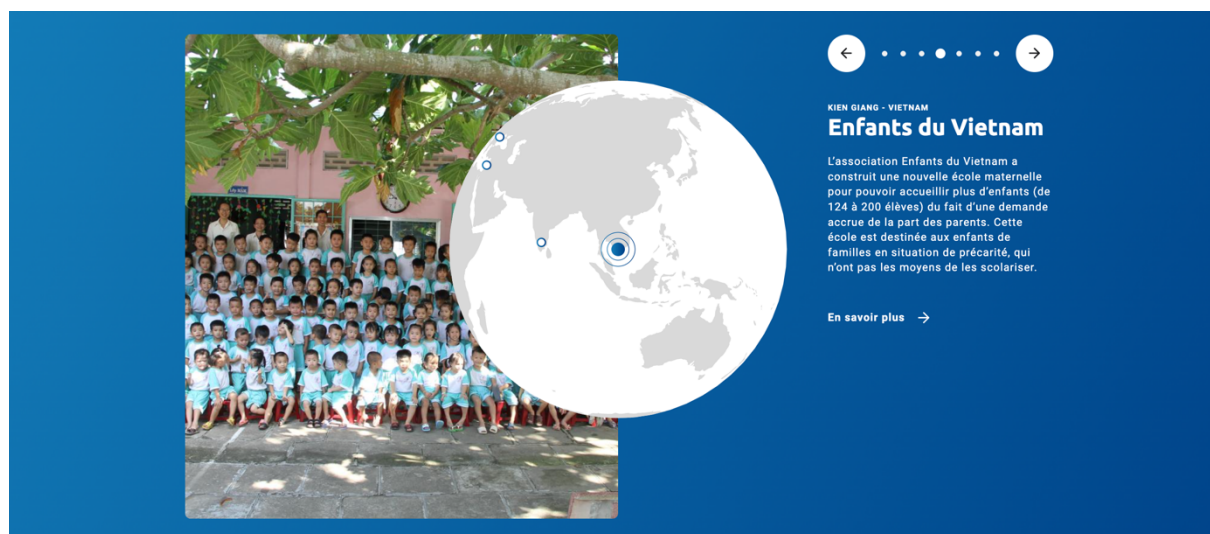 KIEN GIANG - VIETNAM
Enfants du Vietnam
L'association Enfants du Vietnam a
construit une nouvelle école maternelle
pour pouvoir accueillir plus d'enfants (de
124 à 200 élèves) du fait d'une demande
accrue de la part des parents. Cette
école est destinée aux enfants de
familles en situation de précarité, qui
n'ont pas les moyens de les scolariser.
En savoir plus →